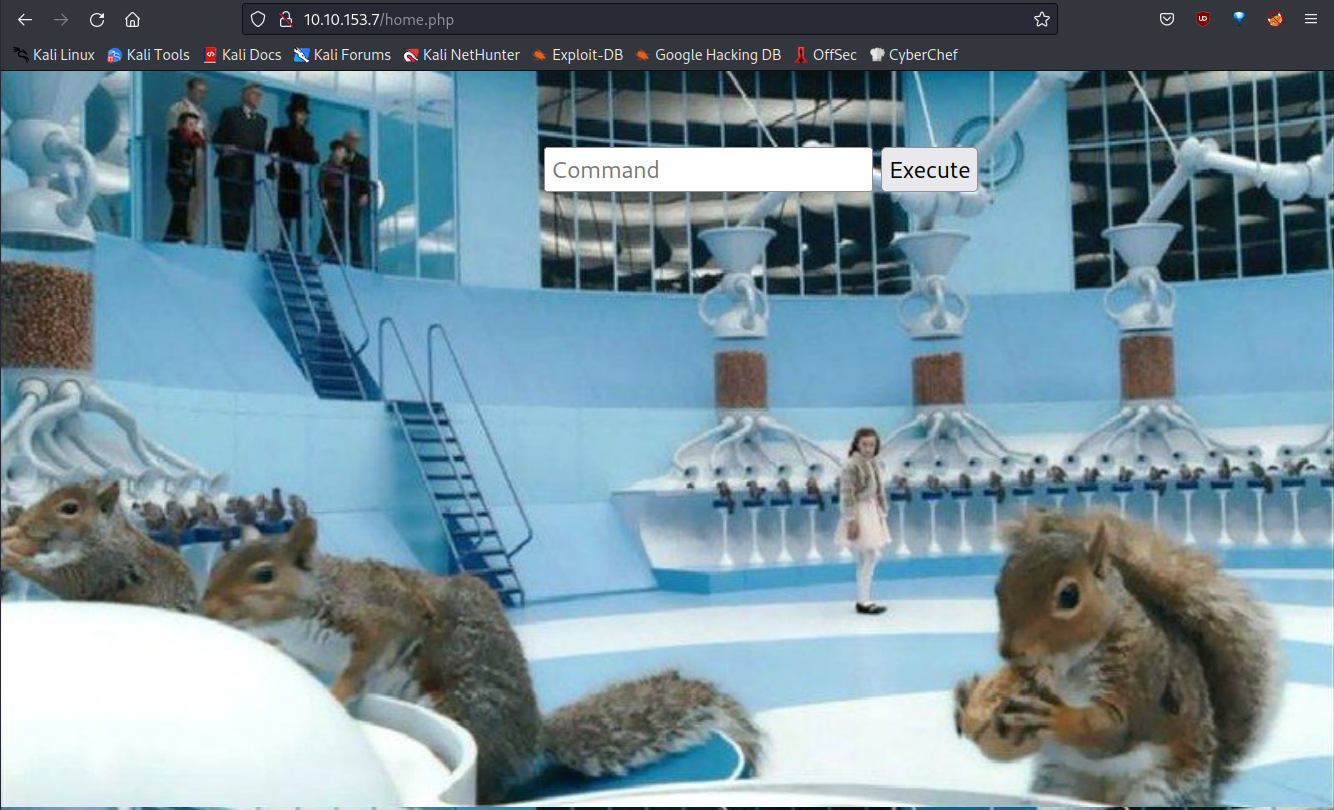 10.10.153.7/home.php
Kali Linux Kali Tools Kali Docs Kali Forums Kali NetHunter Exploit-DB Google Hacking DB OffSec CyberChef
Command Execute